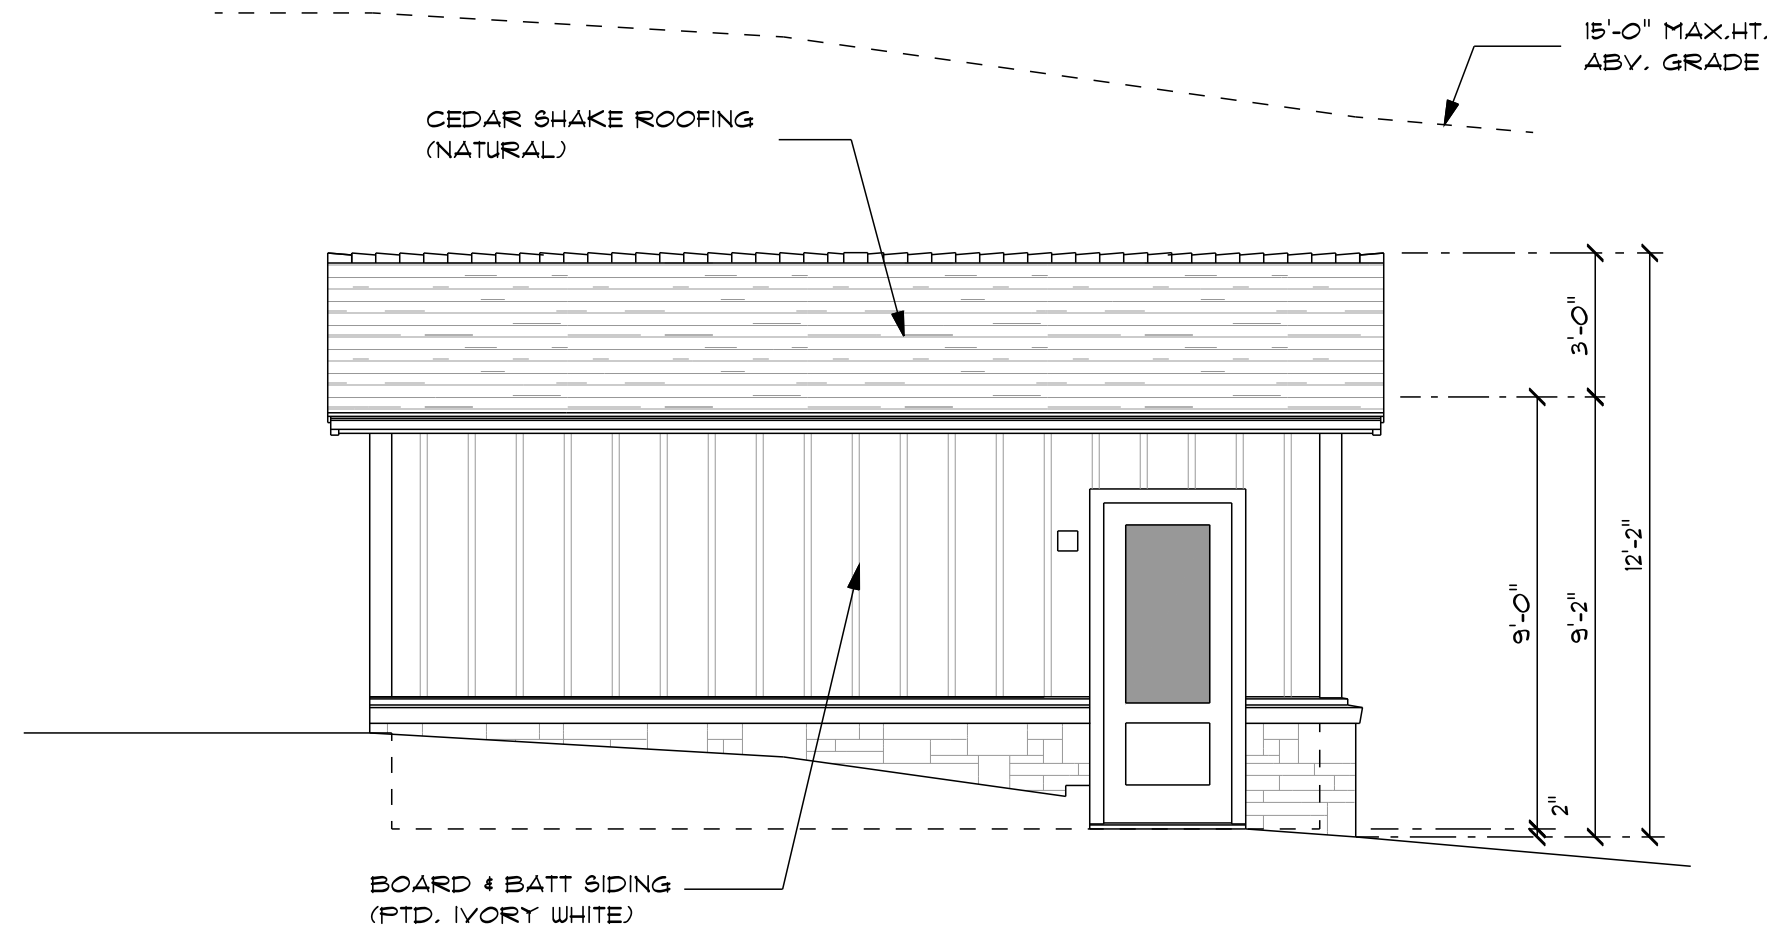 15'-0" MAX.HT.
ABV. GRADE
CEDAR SHAKE ROOFING
(NATURAL)
3'-0"
12'-2"
9'-0"
9'-2"
2"
BOARD & BATT SIDING
(PTD. IVORY WHITE)